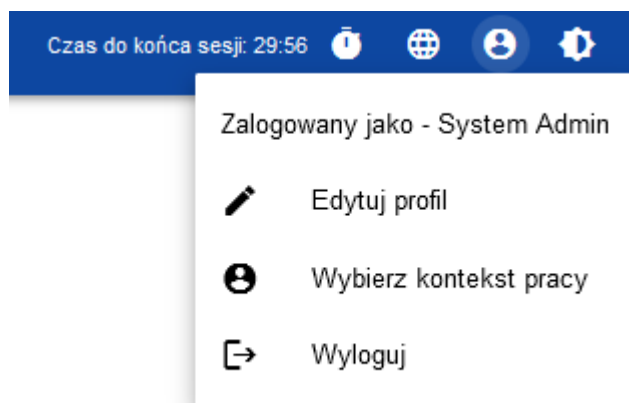 Czas do końca sesji: 29:56
Zalogowany jako - System Admin
Edytuj profil
Wybierz kontekst pracy
Wyloguj